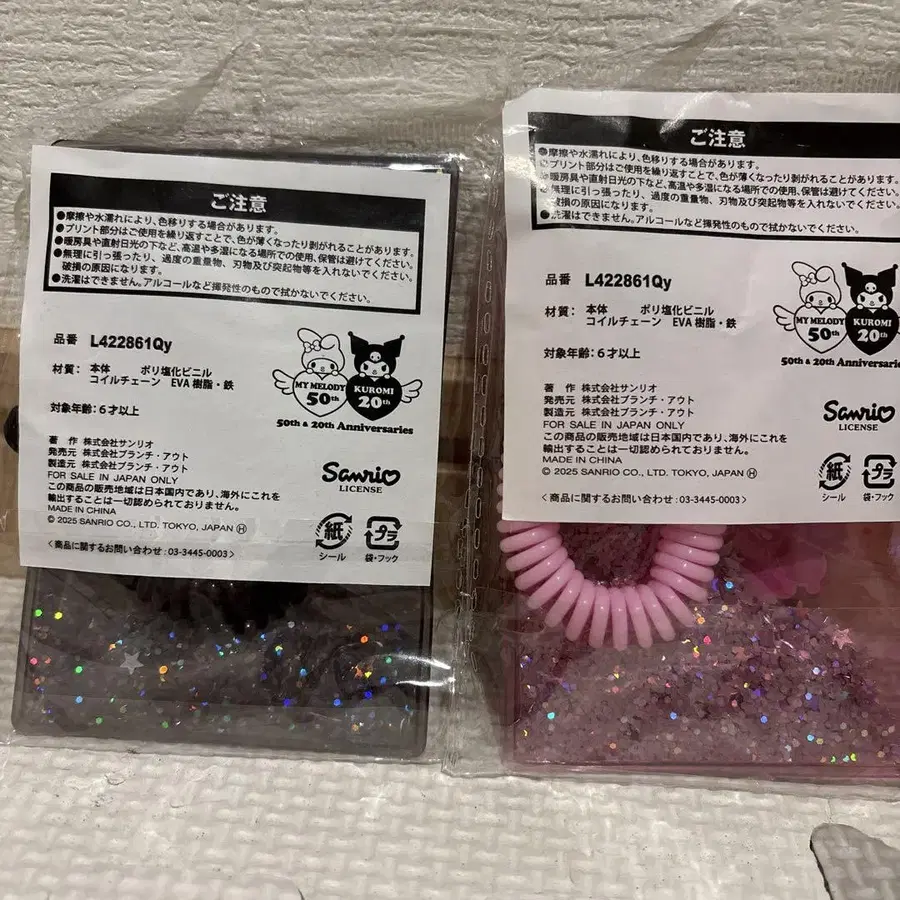 ご注意
●摩擦や水濡れにより、色移りする場合があります。
●プリント部分はご使用を繰り返すことで、色が薄くなったり剥がれることがあります。
●暖房具や直射日光の下など、高温や多湿になる場所での使用、保管は避けてください。
●無理に引っ張ったり、過度の重量物、刃物及び突起物等を入れないでください。
破損の原因になります。
●洗濯はできません。アルコールなど揮発性のもので拭かないでください。
品番 L422861Qy
材質： 本体 ポリ塩化ビニル
コイルチェーン EVA樹脂・鉄
対象年齢：6才以上
MY MELODY
50th
KUROMI
20th
50th & 20th Anniversaries
著 作 株式会社サンリオ
発売元 株式会社ブランチ・アウト
製造元 株式会社ブランチ・アウト
FOR SALE IN JAPAN ONLY
この商品の販売地域は日本国内であり、海外にこれを
輸出することは一切認められておりません。
MADE IN CHINA
© 2025 SANRIO CO., LTD. TOKYO, JAPAN Ⓗ
＜商品に関するお問い合わせ：03-3445-0003＞
Sanrio
LICENSE
紙
シール
プラ
袋・フック
ご注意
●摩擦や水濡れにより、色移りする場合があります。
●プリント部分はご使用を繰り返すことで、色が薄くなったり剥がれることがあります。
●暖房具や直射日光の下など、高温や多湿になる場所での使用、保管は避けてください。
●無理に引っ張ったり、過度の重量物、刃物及び突起物等を入れないでください。
破損の原因になります。
●洗濯はできません。アルコールなど揮発性のもので拭かないでください。
品番 L422861Qy
材質： 本体 ポリ塩化ビニル
コイルチェーン EVA樹脂・鉄
対象年齢：6才以上
MY MELODY
50th
KUROMI
20th
50th & 20th Anniversaries
著 作 株式会社サンリオ
発売元 株式会社ブランチ・アウト
製造元 株式会社ブランチ・アウト
FOR SALE IN JAPAN ONLY
この商品の販売地域は日本国内であり、海外にこれを
輸出することは一切認められておりません。
MADE IN CHINA
© 2025 SANRIO CO., LTD. TOKYO, JAPAN Ⓗ
＜商品に関するお問い合わせ：03-3445-0003＞
Sanrio
LICENSE
紙
シール
プラ
袋・フック